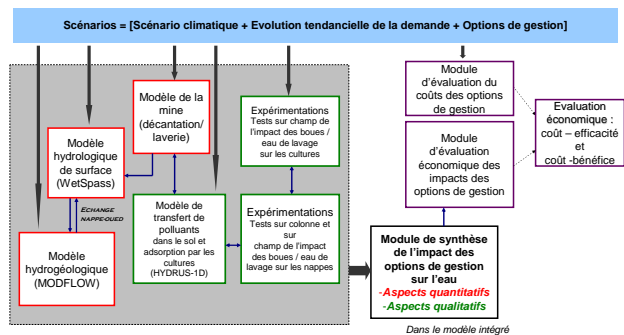 Scénarios = [Scénario climatique + Evolution tendancielle de la demande + Options de gestion]
Modèle de la
mine
(décantation/
laverie)
Expérimentations
Tests sur champ de
l'impact des boues /
eau de lavage
sur les cultures
Module
d'évaluation du
coûts des options
de gestion
Evaluation
économique :
coût – efficacité
et
coût -bénéfice
Modèle
hydrologique
de surface
(WetSpass)
Module
d'évaluation
économique des
impacts des
options de gestion
ECHANGE
NAPPE-OUED
Modèle de
transfert de
polluants
dans le sol et
adsorption par les
cultures
(HYDRUS-1D)
Expérimentations
Tests sur colonne et
sur
champ de l'impact
des boues / eau de
lavage sur les nappes
Modèle
hydrogéologique
(MODFLOW)
Module de synthèse
de l'impact des
options de gestion
sur l'eau
-Aspects quantitatifs
-Aspects qualitatifs
Dans le modèle intégré